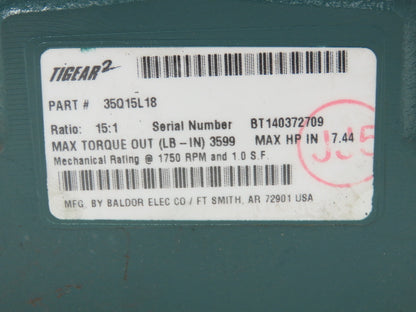 TIGEAR2
PART # 35Q15L18
Ratio: 15:1 Serial Number BT140372709
MAX TORQUE OUT (LB-IN) 3599 MAX HP IN 7.44
Mechanical Rating @ 1750 RPM and 1.0 S.F.
JJ5
MFG. BY BALDOR ELEC CO / FT SMITH, AR 72901 USA